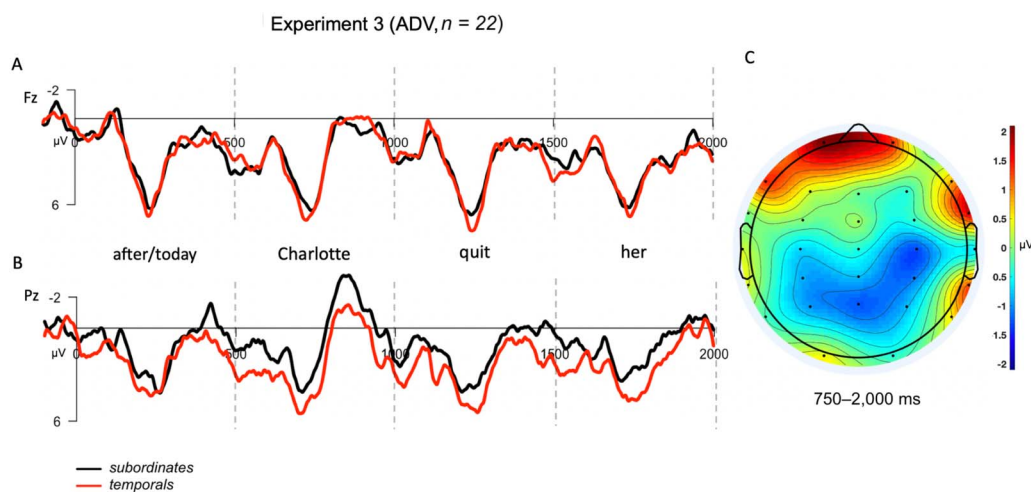 Experiment 3 (ADV, n = 22)
A
C
Fz
-2
µV
0
500
1000
1500
2000
6
after/today
Charlotte
quit
her
B
Pz
-2
µV
0
500
1000
1500
2000
6
2
1.5
1
0.5
0
-0.5
-1
-1.5
-2
µV
750–2,000 ms
subordinates
temporals